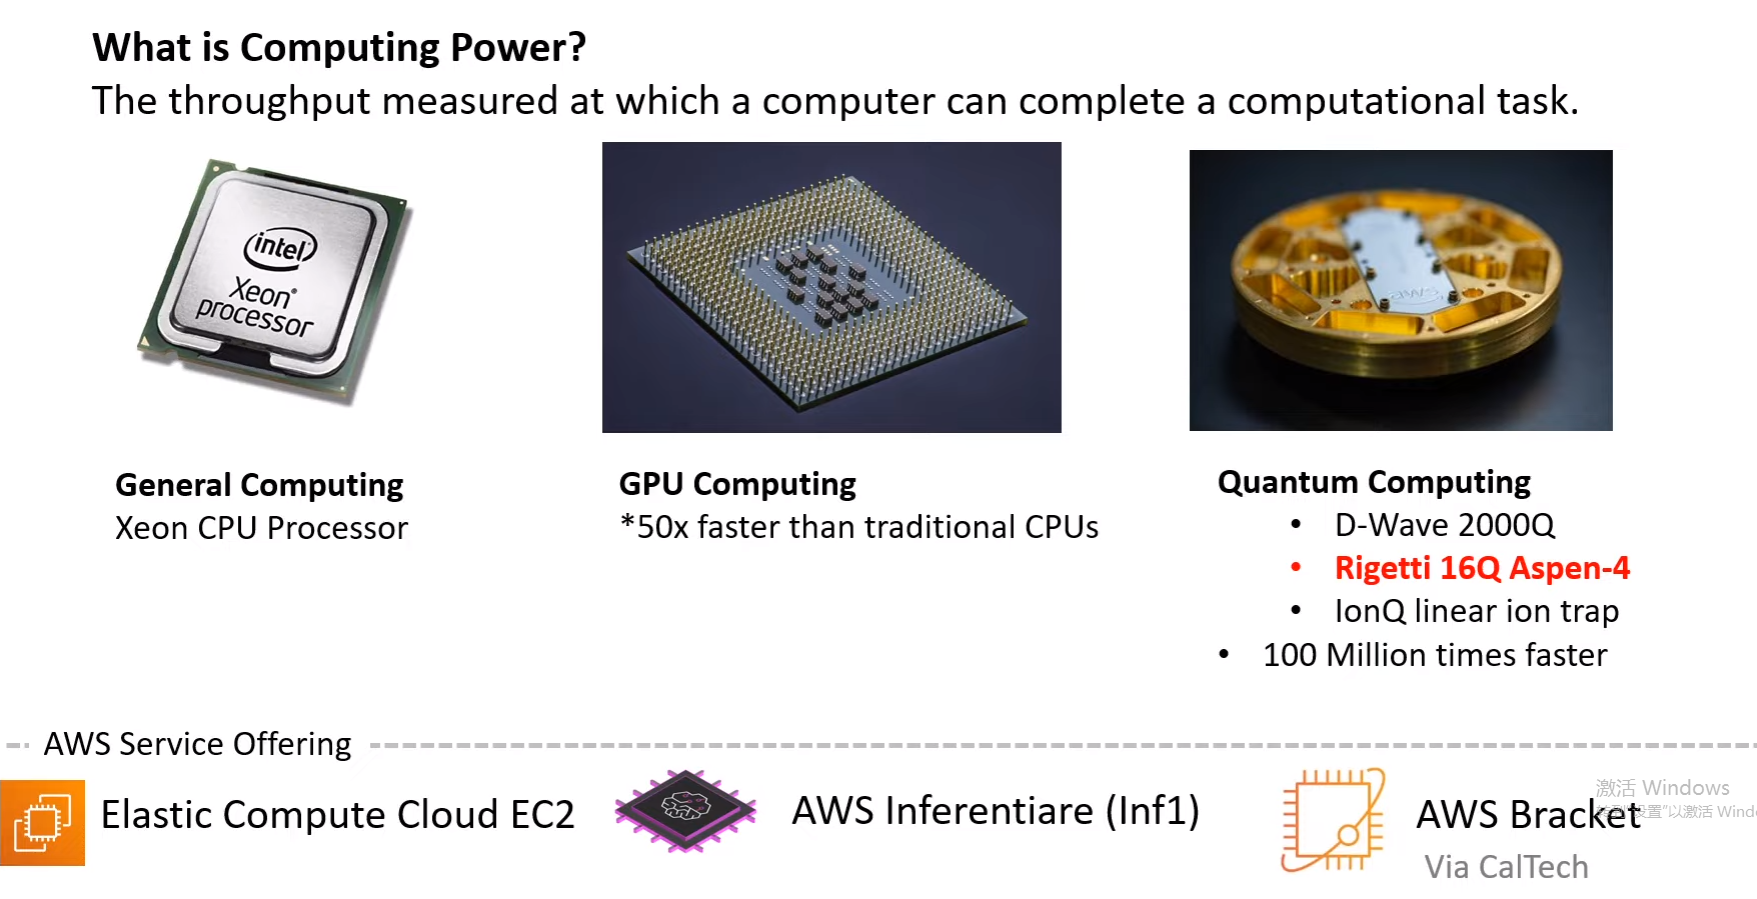 What is Computing Power?
The throughput measured at which a computer can complete a computational task.
intel
Xeon®
processor
aws
General Computing
Xeon CPU Processor
GPU Computing
*50x faster than traditional CPUs
Quantum Computing
• D-Wave 2000Q
• Rigetti 16Q Aspen-4
• IonQ linear ion trap
• 100 Million times faster
AWS Service Offering
Elastic Compute Cloud EC2
AWS Inferentiare (Inf1)
AWS Bracket
Via CalTech
激活 Windows
转到"设置"以激活 Wind